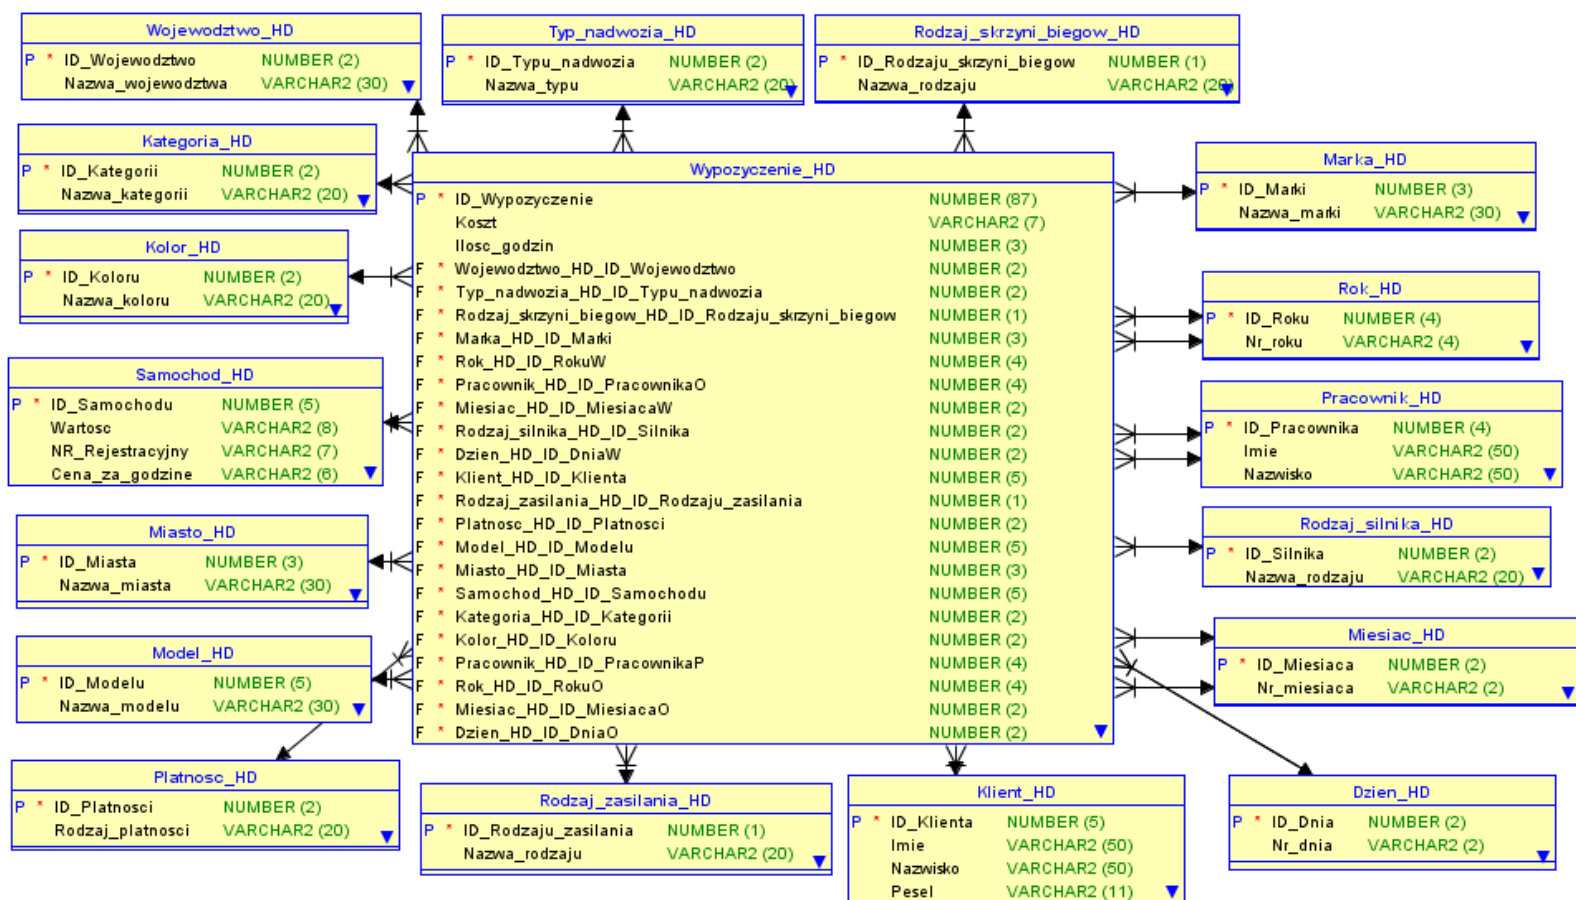 Wojewodztwo_HD
P * ID_Wojewodztwo NUMBER (2)
Nazwa_wojewodztwa VARCHAR2 (30)
Typ_nadwozia_HD
P * ID_Typu_nadwozia NUMBER (2)
Nazwa_typu VARCHAR2 (20)
Rodzaj_skrzyni_biegow_HD
P * ID_Rodzaju_skrzyni_biegow NUMBER (1)
Nazwa_rodzaju VARCHAR2 (20)
Kategoria_HD
P * ID_Kategorii NUMBER (2)
Nazwa_kategorii VARCHAR2 (20)
Kolor_HD
P * ID_Koloru NUMBER (2)
Nazwa_koloru VARCHAR2 (20)
Samochod_HD
P * ID_Samochodu NUMBER (5)
Wartosc VARCHAR2 (8)
NR_Rejestracyjny VARCHAR2 (7)
Cena_za_godzine VARCHAR2 (6)
Miasto_HD
P * ID_Miasta NUMBER (3)
Nazwa_miasta VARCHAR2 (30)
Model_HD
P * ID_Modelu NUMBER (5)
Nazwa_modelu VARCHAR2 (30)
Platnosc_HD
P * ID_Platnosci NUMBER (2)
Rodzaj_platnosci VARCHAR2 (20)
Wypozyczenie_HD
P * ID_Wypozyczenie NUMBER (87)
Koszt VARCHAR2 (7)
Ilosc_godzin NUMBER (3)
F * Wojewodztwo_HD_ID_Wojewodztwo NUMBER (2)
F * Typ_nadwozia_HD_ID_Typu_nadwozia NUMBER (2)
F * Rodzaj_skrzyni_biegow_HD_ID_Rodzaju_skrzyni_biegow NUMBER (1)
F * Marka_HD_ID_Marki NUMBER (3)
F * Rok_HD_ID_RokuW NUMBER (4)
F * Pracownik_HD_ID_PracownikaO NUMBER (4)
F * Miesiac_HD_ID_MiesiacaW NUMBER (2)
F * Rodzaj_silnika_HD_ID_Silnika NUMBER (2)
F * Dzien_HD_ID_DniaW NUMBER (2)
F * Klient_HD_ID_Klienta NUMBER (5)
F * Rodzaj_zasilania_HD_ID_Rodzaju_zasilania NUMBER (1)
F * Platnosc_HD_ID_Platnosci NUMBER (2)
F * Model_HD_ID_Modelu NUMBER (5)
F * Miasto_HD_ID_Miasta NUMBER (3)
F * Samochod_HD_ID_Samochodu NUMBER (5)
F * Kategoria_HD_ID_Kategorii NUMBER (2)
F * Kolor_HD_ID_Koloru NUMBER (2)
F * Pracownik_HD_ID_PracownikaP NUMBER (4)
F * Rok_HD_ID_RokuO NUMBER (4)
F * Miesiac_HD_ID_MiesiacaO NUMBER (2)
F * Dzien_HD_ID_DniaO NUMBER (2)
Marka_HD
P * ID_Marki NUMBER (3)
Nazwa_marki VARCHAR2 (30)
Rok_HD
P * ID_Roku NUMBER (4)
Nr_roku VARCHAR2 (4)
Pracownik_HD
P * ID_Pracownika NUMBER (4)
Imie VARCHAR2 (50)
Nazwisko VARCHAR2 (50)
Rodzaj_silnika_HD
P * ID_Silnika NUMBER (2)
Nazwa_rodzaju VARCHAR2 (20)
Miesiac_HD
P * ID_Miesiaca NUMBER (2)
Nr_miesiaca VARCHAR2 (2)
Rodzaj_zasilania_HD
P * ID_Rodzaju_zasilania NUMBER (1)
Nazwa_rodzaju VARCHAR2 (20)
Klient_HD
P * ID_Klienta NUMBER (5)
Imie VARCHAR2 (50)
Nazwisko VARCHAR2 (50)
Pesel VARCHAR2 (11)
Dzien_HD
P * ID_Dnia NUMBER (2)
Nr_dnia VARCHAR2 (2)